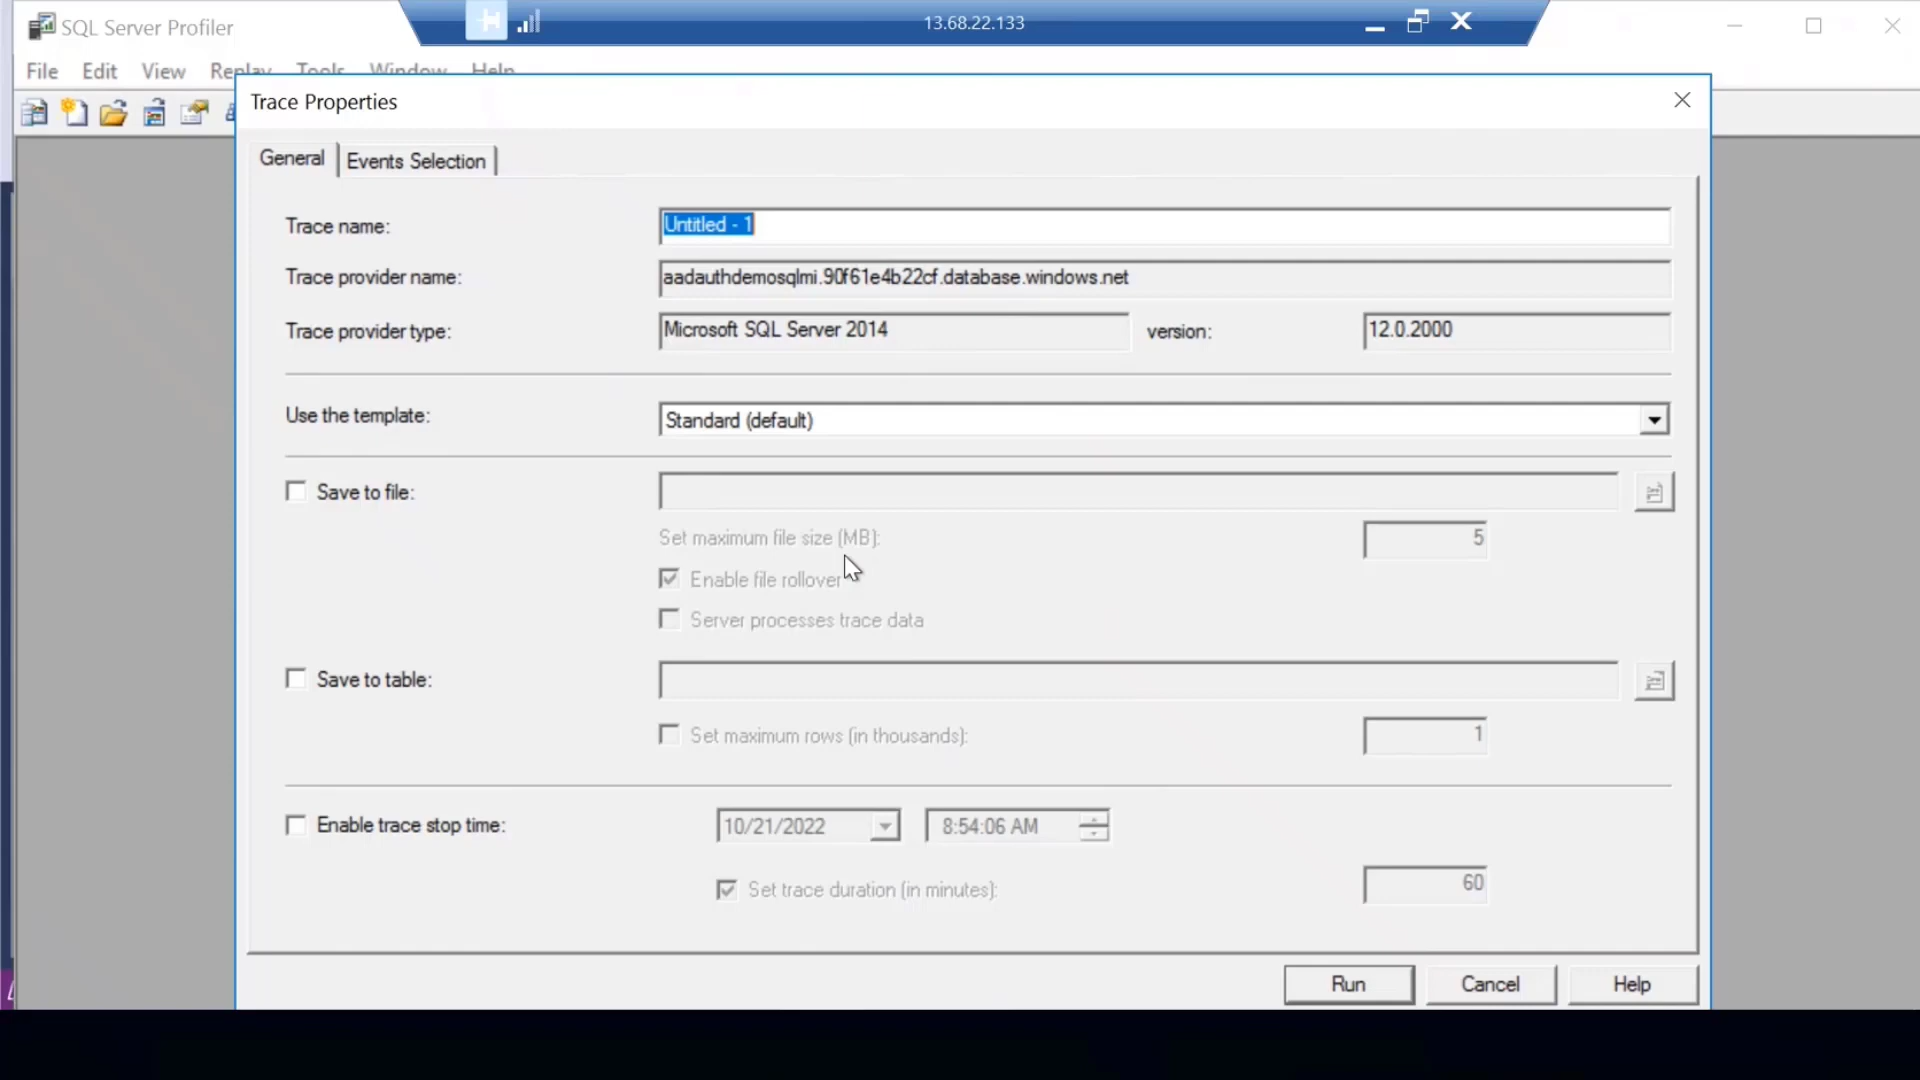 SQL Server Profiler
13.68.22.133
File Edit View Replay Tools Window Help
Trace Properties
General Events Selection
Trace name: Untitled - 1
Trace provider name: aadauthdemosqlmi.90f61e4b22cf.database.windows.net
Trace provider type: Microsoft SQL Server 2014 version: 12.0.2000
Use the template: Standard (default)
Save to file:
Set maximum file size (MB): 5
Enable file rollover
Server processes trace data
Save to table:
Set maximum rows (in thousands): 1
Enable trace stop time: 10/21/2022 8:54:06 AM
Set trace duration (in minutes): 60
Run Cancel Help